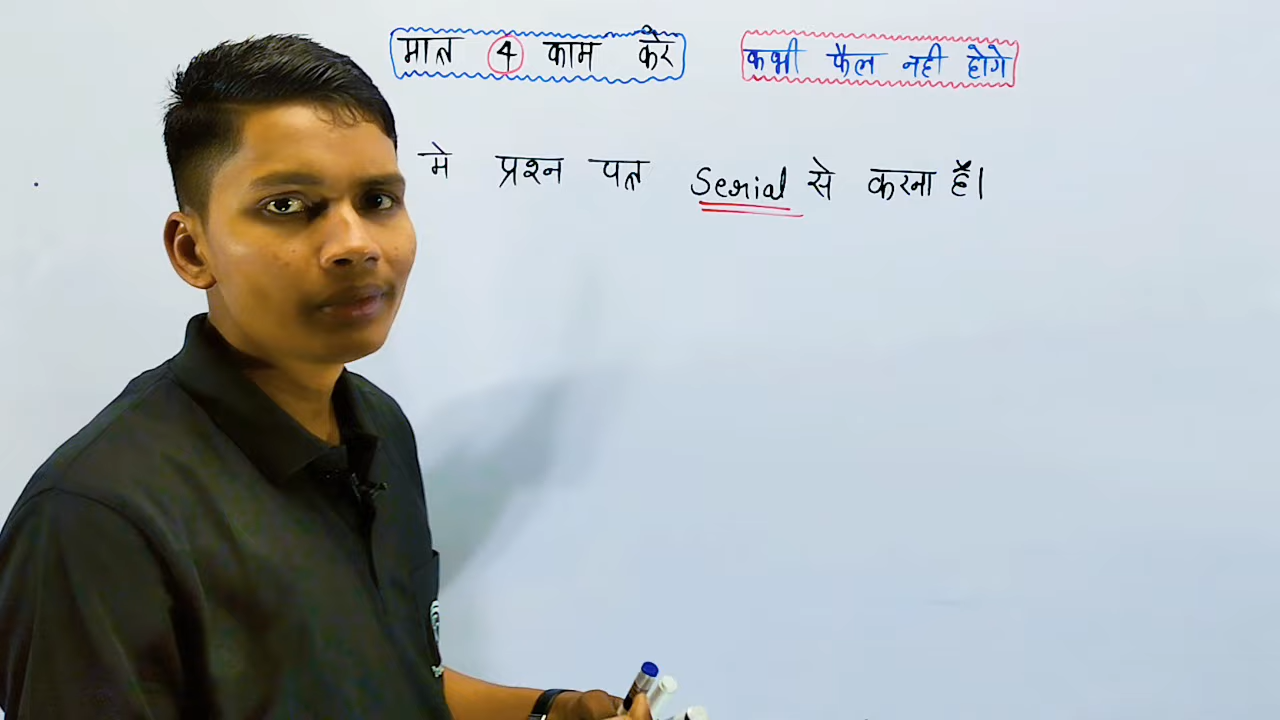 मात्र 4 काम करे
कभी फैल नही होगे
मे प्रश्न पत्र Serial से करना है।